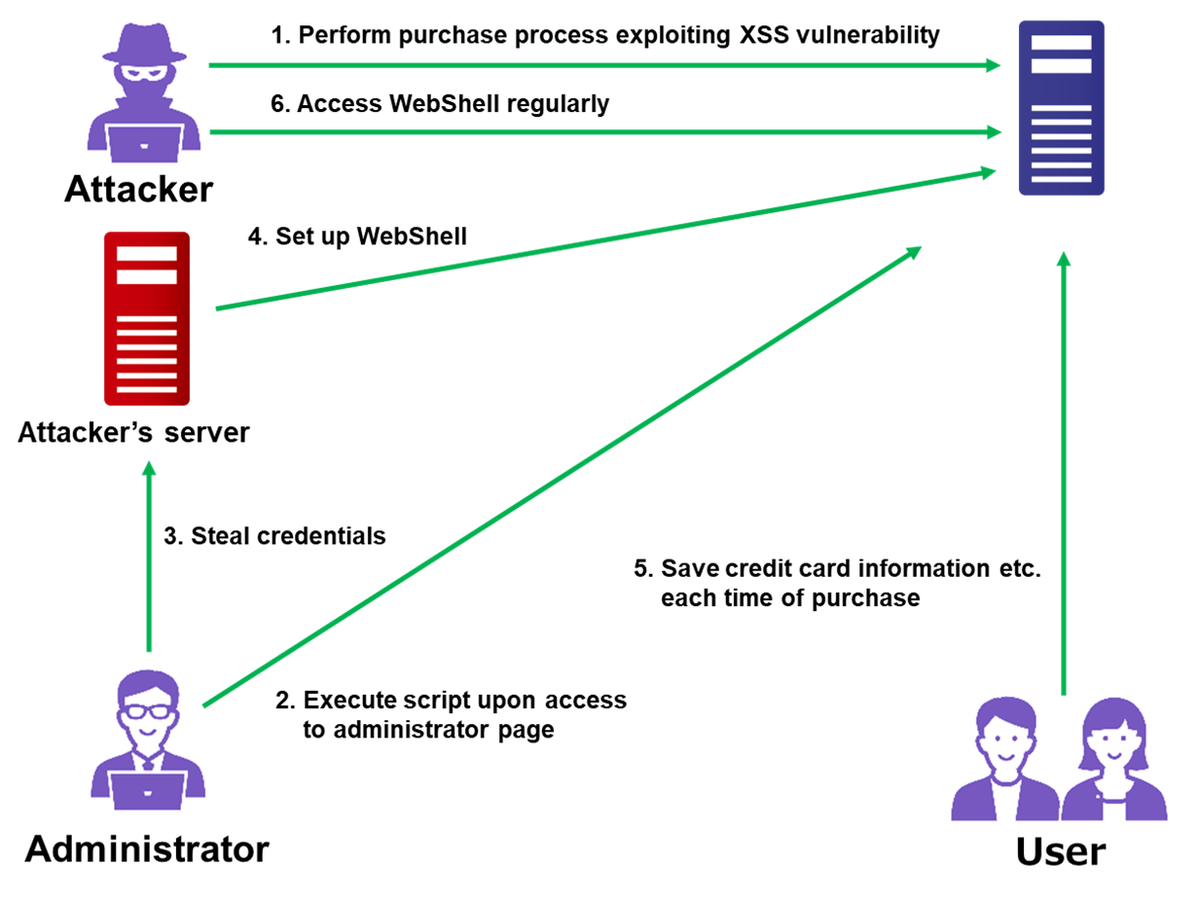 1. Perform purchase process exploiting XSS vulnerability
6. Access WebShell regularly
Attacker
4. Set up WebShell
Attacker’s server
3. Steal credentials
5. Save credit card information etc.
each time of purchase
2. Execute script upon access
to administrator page
Administrator
User